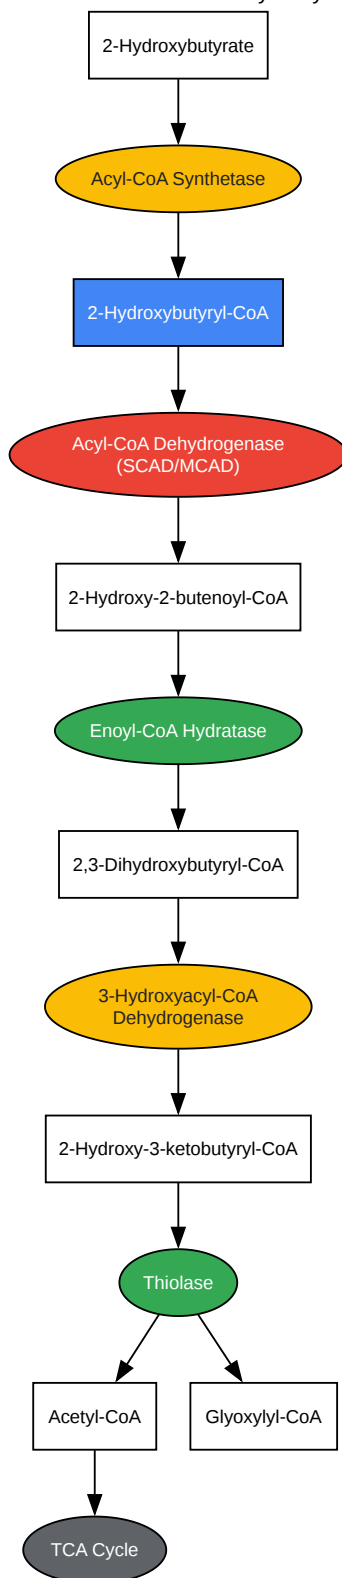 2-Hydroxybutyrate
Acyl-CoA Synthetase
2-Hydroxybutyryl-CoA
Acyl-CoA Dehydrogenase
(SCAD/MCAD)
2-Hydroxy-2-butenoyl-CoA
Enoyl-CoA Hydratase
2,3-Dihydroxybutyryl-CoA
3-Hydroxyacyl-CoA
Dehydrogenase
2-Hydroxy-3-ketobutyryl-CoA
Thiolase
Acetyl-CoA
Glyoxylyl-CoA
TCA Cycle